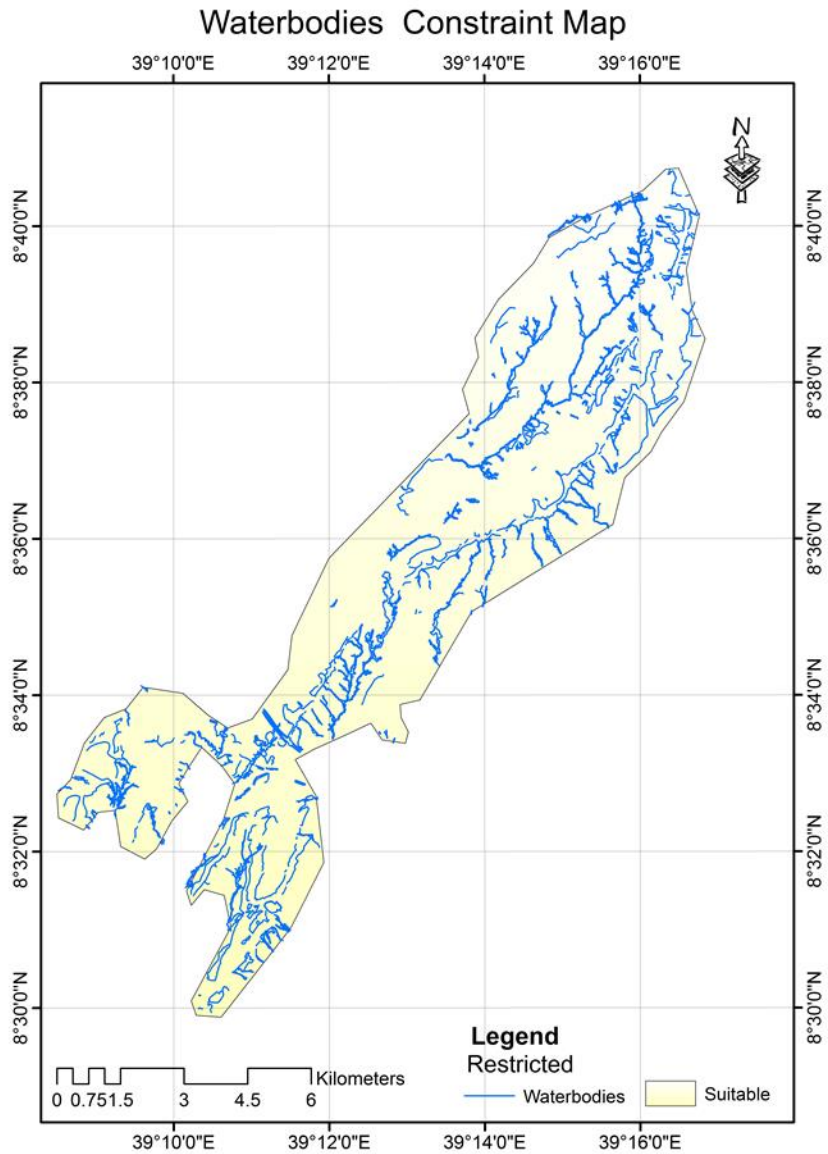 Waterbodies Constraint Map
39°10'0"E 39°12'0"E 39°14'0"E 39°16'0"E
N
8°40'0"N 8°40'0"N
8°38'0"N 8°38'0"N
8°36'0"N 8°36'0"N
8°34'0"N 8°34'0"N
8°32'0"N 8°32'0"N
8°30'0"N 8°30'0"N
Legend
Restricted
Kilometers
0 0.75 1.5 3 4.5 6
Waterbodies Suitable
39°10'0"E 39°12'0"E 39°14'0"E 39°16'0"E